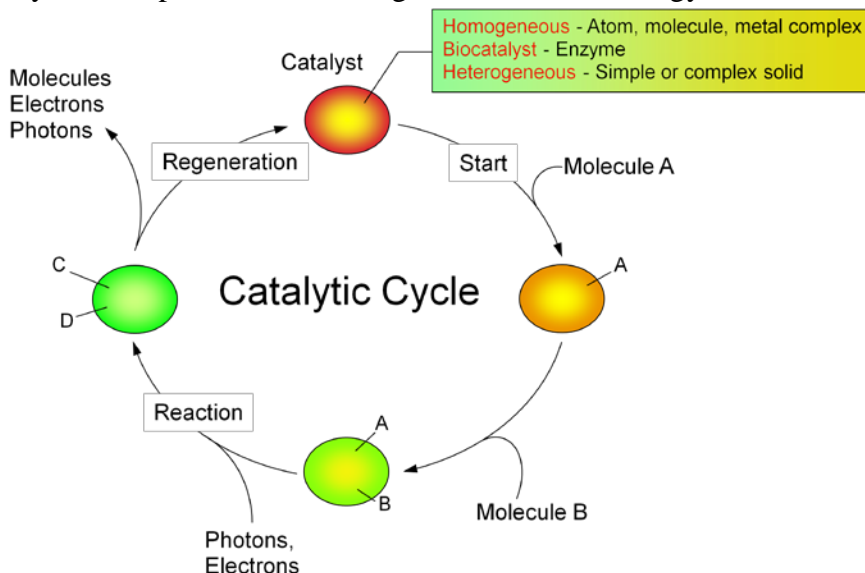 Homogeneous - Atom, molecule, metal complex
Biocatalyst - Enzyme
Heterogeneous - Simple or complex solid
Catalyst
Molecules
Electrons
Photons
Regeneration
Start
Molecule A
C
D
Catalytic Cycle
A
Reaction
A
B
Molecule B
Photons,
Electrons